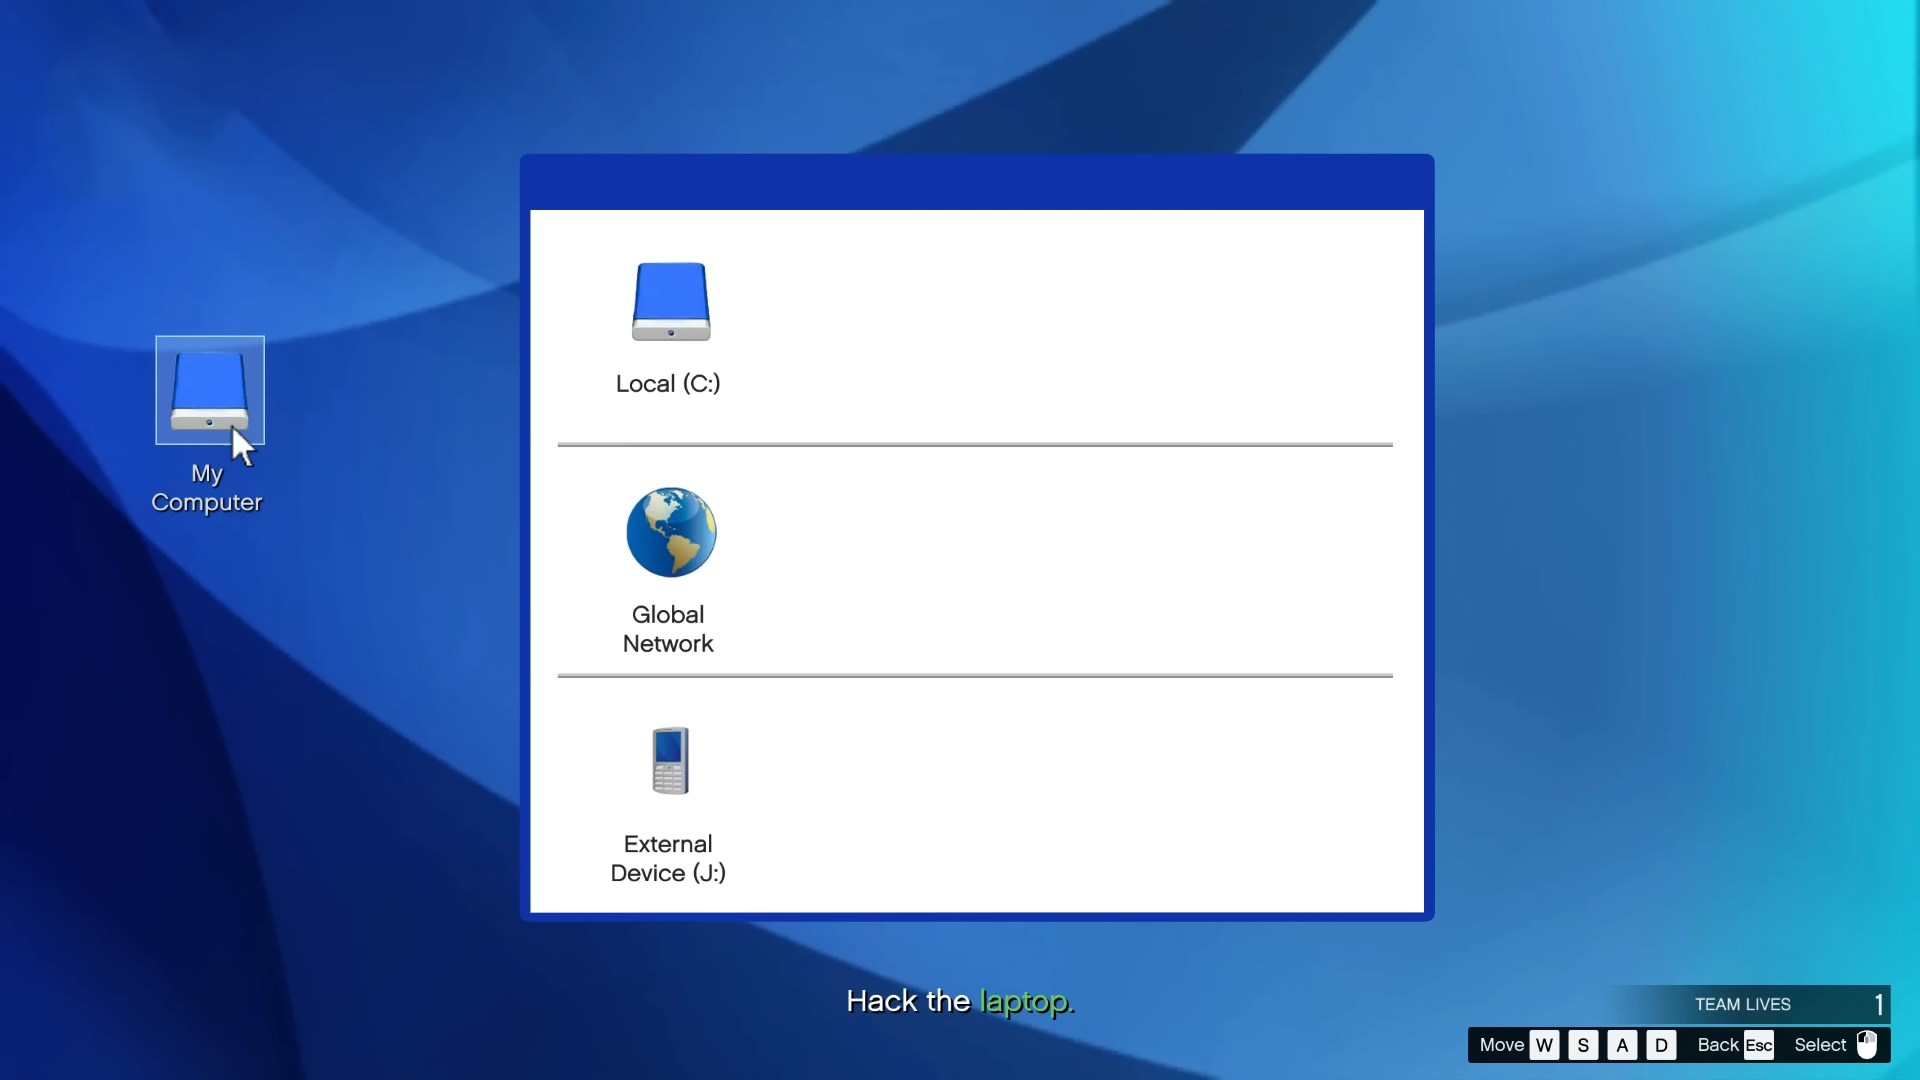 My
Computer
Local (C:)
Global
Network
External
Device (J:)
Hack the laptop.
TEAM LIVES 1
Move W S A D Back Esc Select